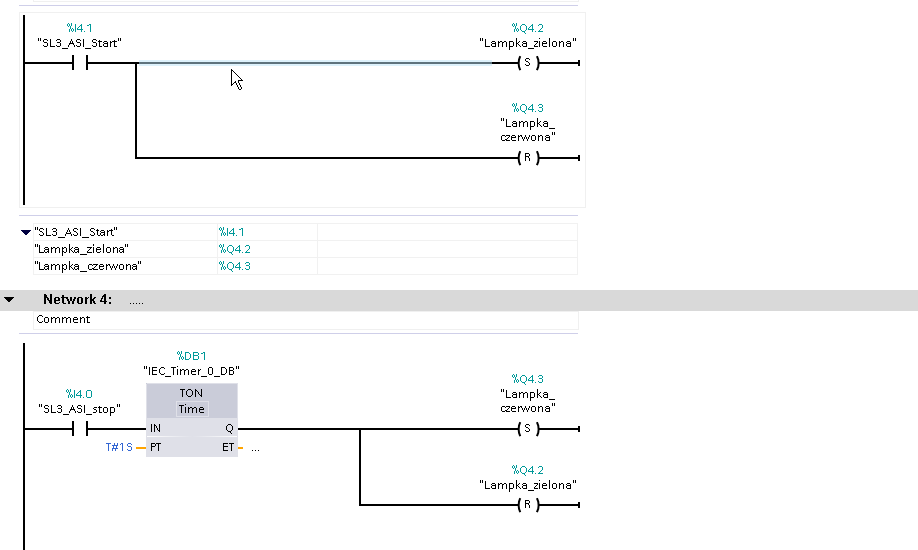 %I4.1
"SL3_ASI_Start"
%Q4.2
"Lampka_zielona"
S
%Q4.3
"Lampka_
czerwona"
R
"SL3_ASI_Start" %I4.1
"Lampka_zielona" %Q4.2
"Lampka_czerwona" %Q4.3
Network 4: .....
Comment
%DB1
"IEC_Timer_0_DB"
%I4.0
"SL3_ASI_stop"
TON
Time
IN Q
T#1S PT ET ...
%Q4.3
"Lampka_
czerwona"
S
%Q4.2
"Lampka_zielona"
R